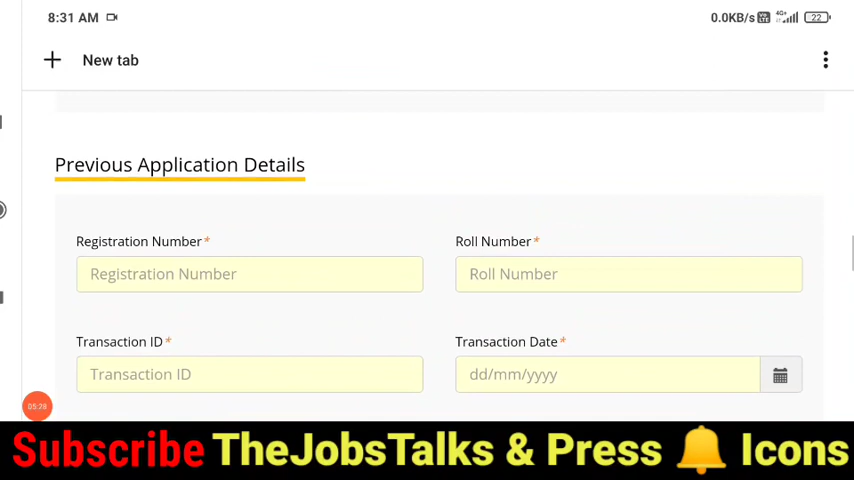 8:31 AM 0.0KB/s 4G+ 22
+ New tab
Previous Application Details
Registration Number* Roll Number*
Registration Number Roll Number
Transaction ID* Transaction Date*
Transaction ID dd/mm/yyyy
05:28
Subscribe TheJobsTalks & Press 🔔 Icons